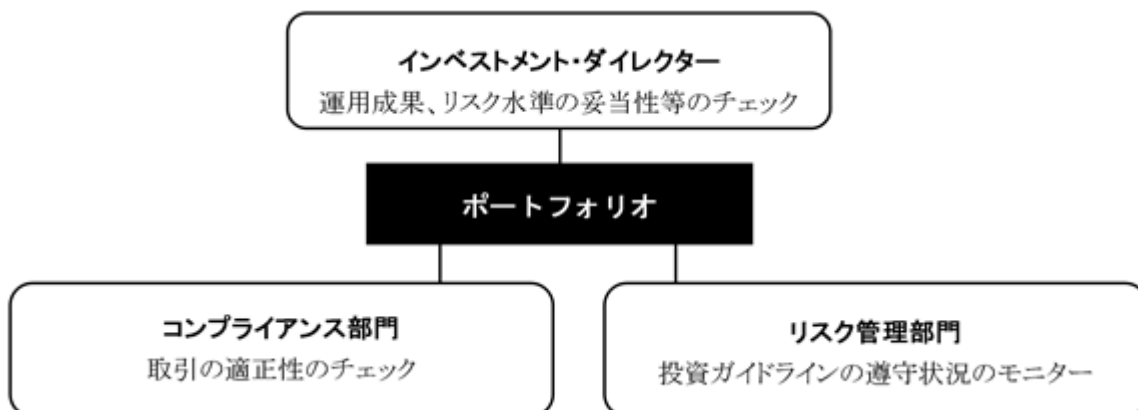 インベストメント・ダイレクター
運用成果、リスク水準の妥当性等のチェック
ポートフォリオ
コンプライアンス部門
取引の適正性のチェック
リスク管理部門
投資ガイドラインの遵守状況のモニター